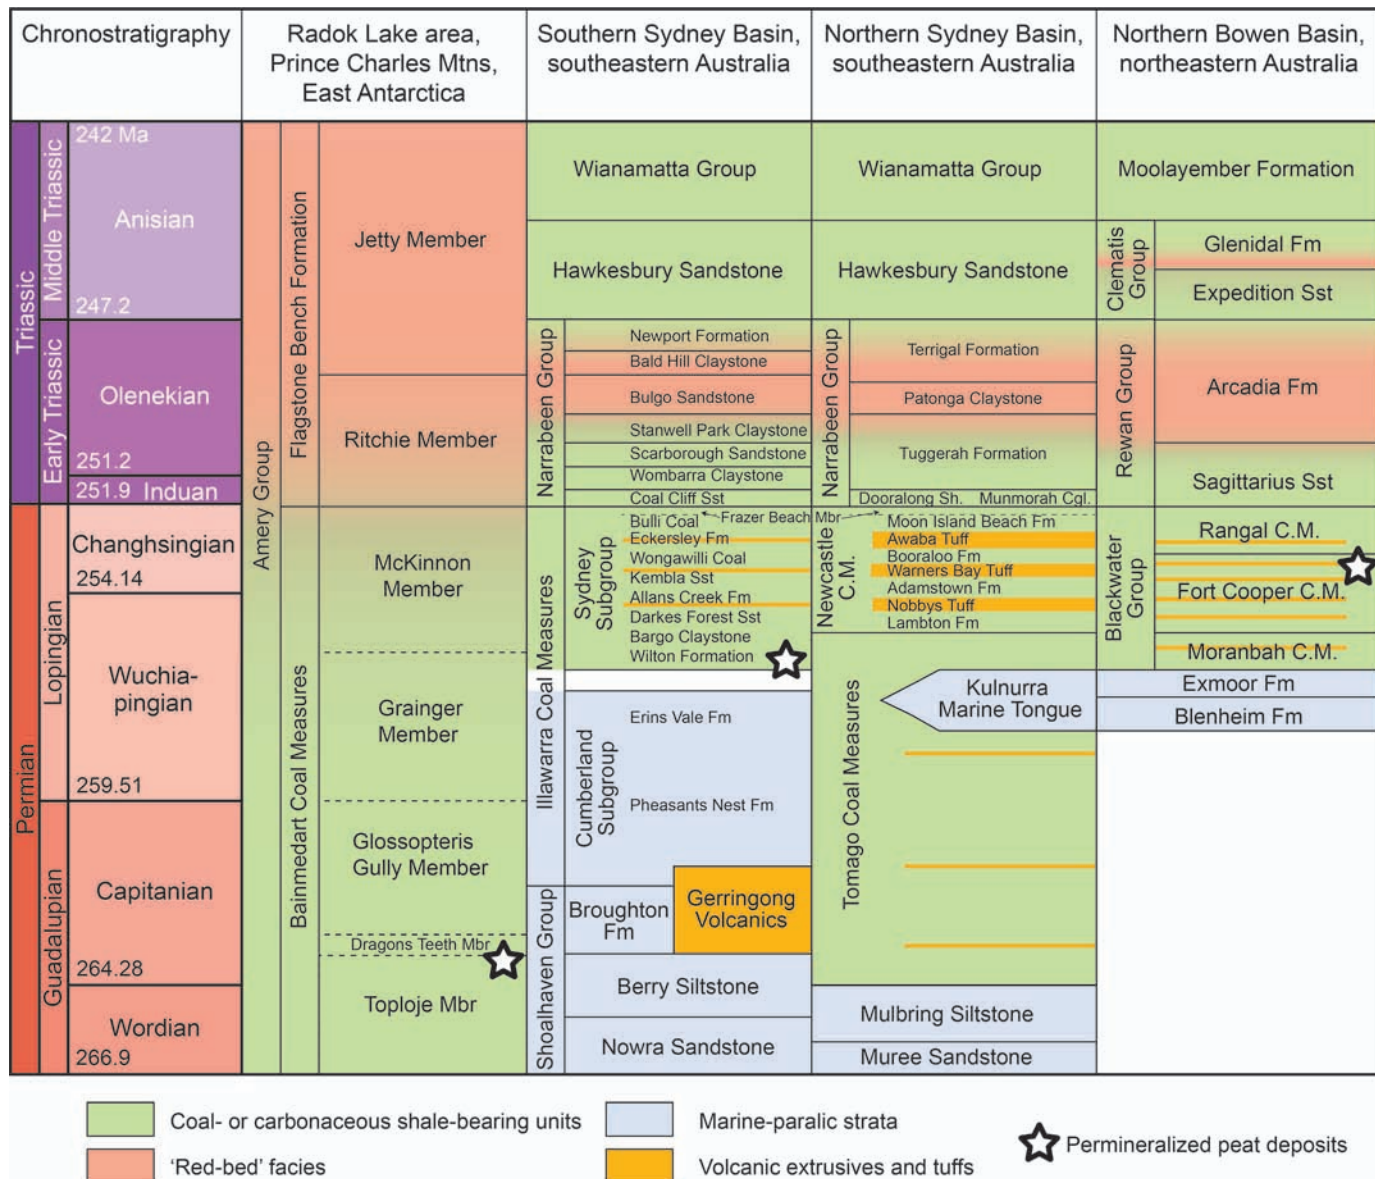 Chronostratigraphy
Radok Lake area,
Prince Charles Mtns,
East Antarctica
Southern Sydney Basin,
southeastern Australia
Northern Sydney Basin,
southeastern Australia
Northern Bowen Basin,
northeastern Australia
Triassic
Permian
Middle Triassic
Early Triassic
Lopingian
Guadalupian
242 Ma
Anisian
247.2
Olenekian
251.2
251.9 Induan
Changhsingian
254.14
Wuchia-
pingian
259.51
Capitanian
264.28
Wordian
266.9
Amery Group
Flagstone Bench Formation
Bainmedart Coal Measures
Jetty Member
Ritchie Member
McKinnon
Member
Grainger
Member
Glossopteris
Gully Member
Dragons Teeth Mbr
Toploje Mbr
Wianamatta Group
Hawkesbury Sandstone
Narrabeen Group
Newport Formation
Bald Hill Claystone
Bulgo Sandstone
Stanwell Park Claystone
Scarborough Sandstone
Wombarra Claystone
Coal Cliff Sst
Illawarra Coal Measures
Sydney
Subgroup
Bulli Coal
Frazer Beach Mbr
Eckersley Fm
Wongawilli Coal
Kembla Sst
Allans Creek Fm
Darkes Forest Sst
Bargo Claystone
Wilton Formation
Cumberland
Subgroup
Erins Vale Fm
Pheasants Nest Fm
Shoalhaven Group
Broughton
Fm
Gerringong
Volcanics
Berry Siltstone
Nowra Sandstone
Wianamatta Group
Hawkesbury Sandstone
Narrabeen Group
Terrigal Formation
Patonga Claystone
Tuggerah Formation
Dooralong Sh. Munmorah Cgl.
Newcastle
C.M.
Moon Island Beach Fm
Awaba Tuff
Booraloo Fm
Warners Bay Tuff
Adamstown Fm
Nobbys Tuff
Lambton Fm
Tomago Coal Measures
Kulnurra
Marine Tongue
Mulbring Siltstone
Muree Sandstone
Moolayember Formation
Clematis
Group
Glenidal Fm
Expedition Sst
Rewan Group
Arcadia Fm
Sagittarius Sst
Blackwater
Group
Rangal C.M.
Fort Cooper C.M.
Moranbah C.M.
Exmoor Fm
Blenheim Fm
Coal- or carbonaceous shale-bearing units
'Red-bed' facies
Marine-paralic strata
Volcanic extrusives and tuffs
Permineralized peat deposits